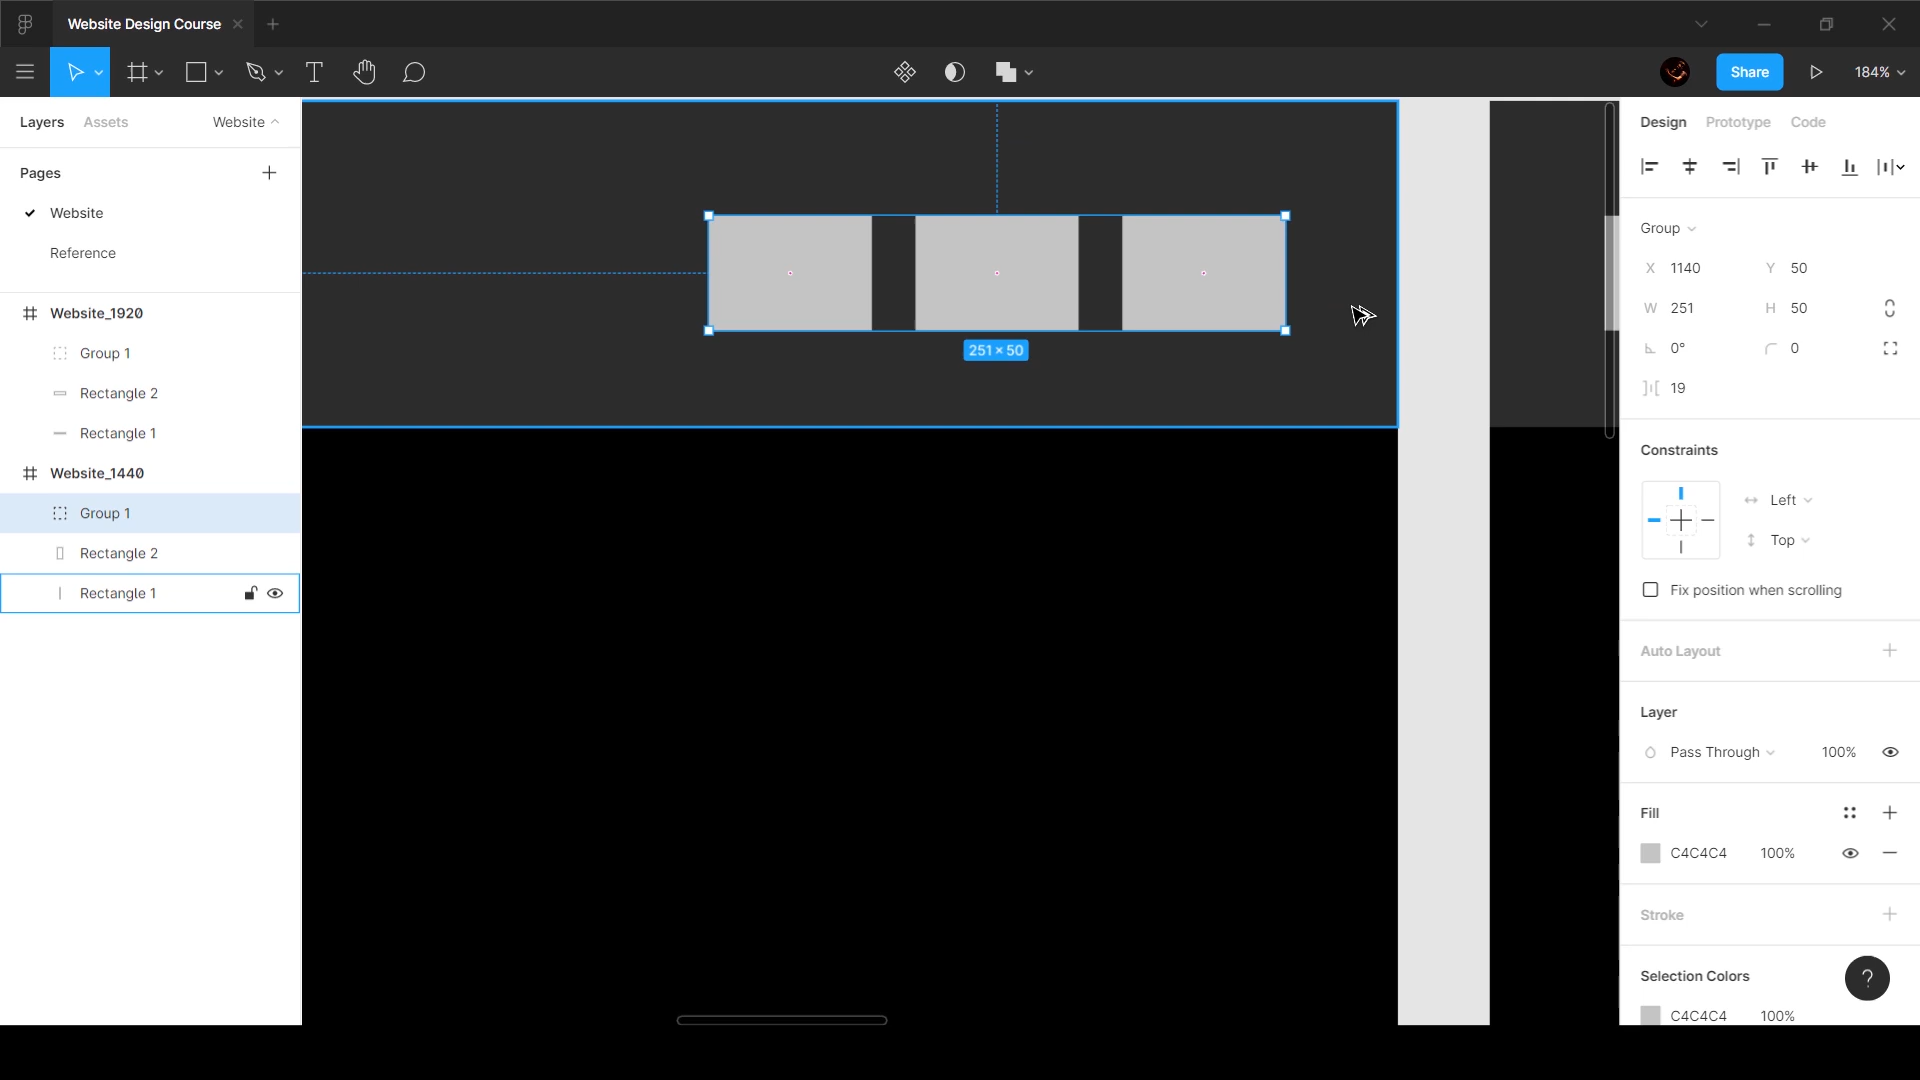 Website Design Course
Share
184%
Layers
Assets
Website
Pages
Website
Reference
Website_1920
Group 1
Rectangle 2
Rectangle 1
Website_1440
Group 1
Rectangle 2
Rectangle 1
251 × 50
Design Prototype Code
Group
X 1140 Y 50
W 251 H 50
0° 0
19
Constraints
Left
Top
Fix position when scrolling
Auto Layout
Layer
Pass Through 100%
Fill
C4C4C4 100%
Stroke
Selection Colors
?
C4C4C4 100%